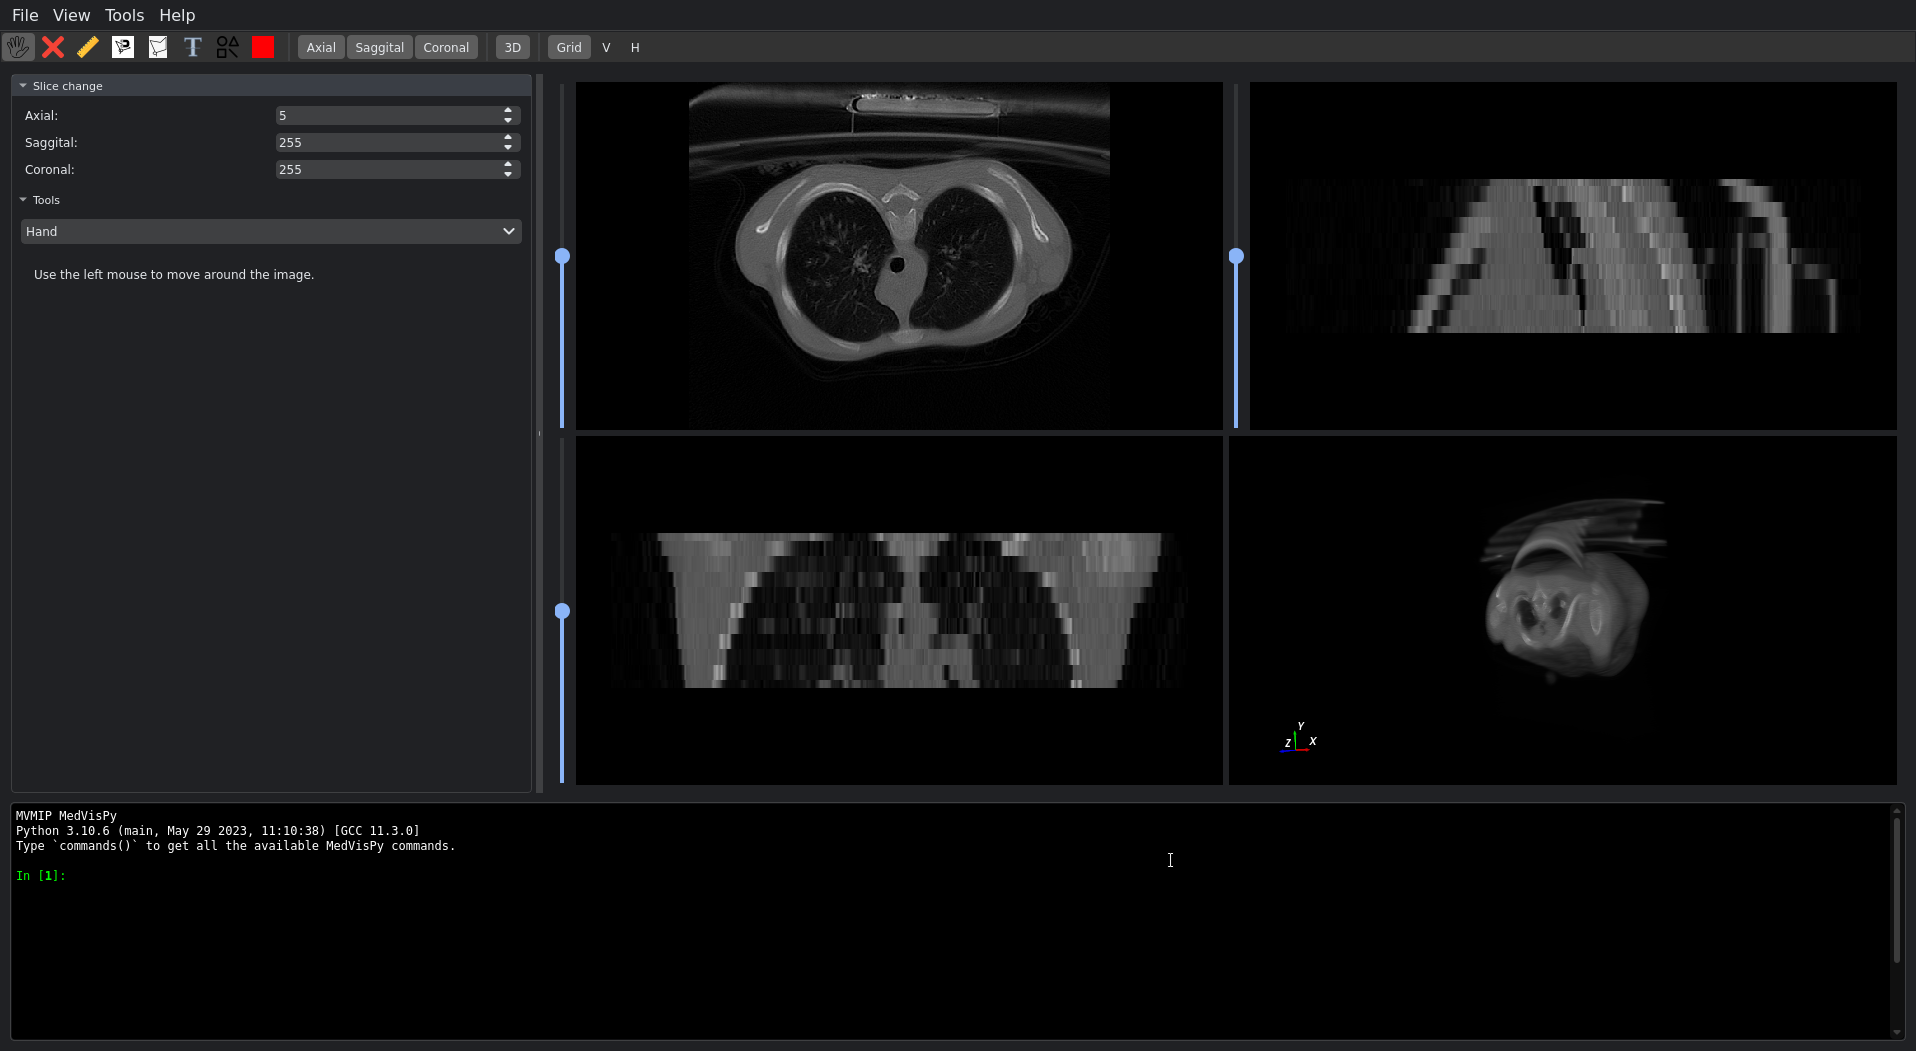 File View Tools Help
T Axial Saggital Coronal 3D Grid V H
Slice change
Axial: 5
Saggital: 255
Coronal: 255
Tools
Hand
Use the left mouse to move around the image.
Y
Z X
MVMIP MedVisPy
Python 3.10.6 (main, May 29 2023, 11:10:38) [GCC 11.3.0]
Type `commands()` to get all the available MedVisPy commands.
In [1]: